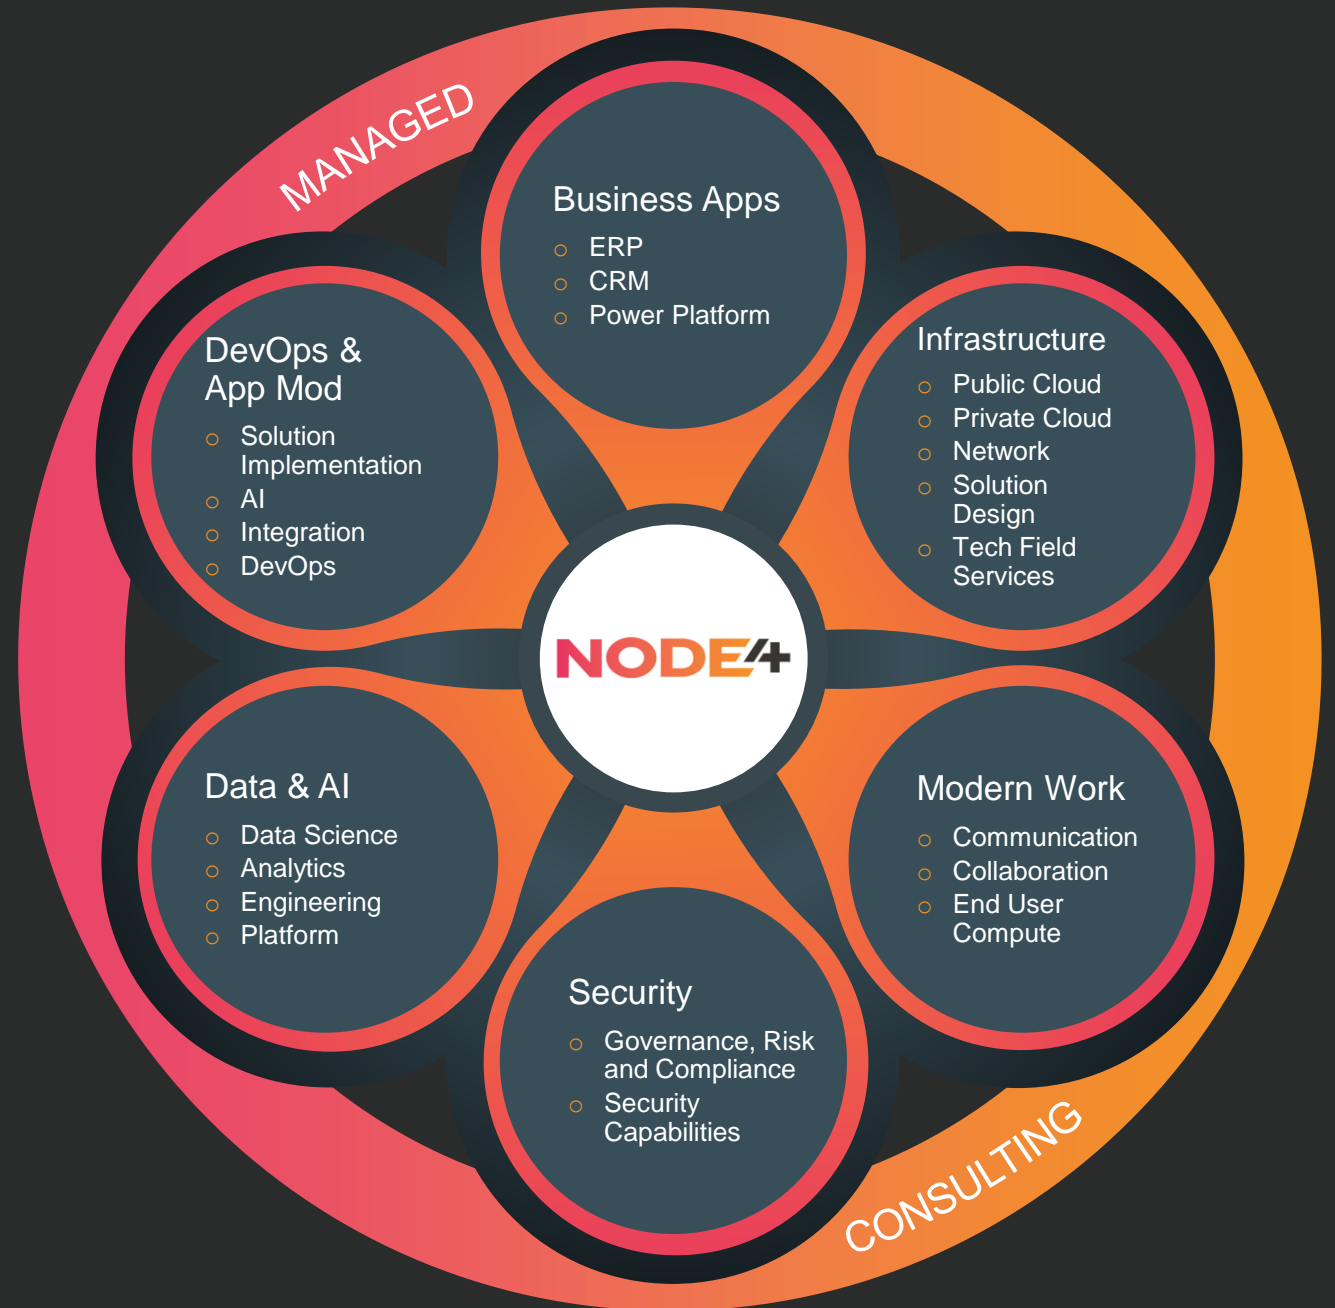 MANAGED
Business Apps
ERP
CRM
Power Platform
Infrastructure
Public Cloud
Private Cloud
Network
Solution
Design
Tech Field
Services
Modern Work
Communication
Collaboration
End User
Compute
CONSULTING
Security
Governance, Risk
and Compliance
Security
Capabilities
Data & AI
Data Science
Analytics
Engineering
Platform
DevOps &
App Mod
Solution
Implementation
AI
Integration
DevOps
NODE4